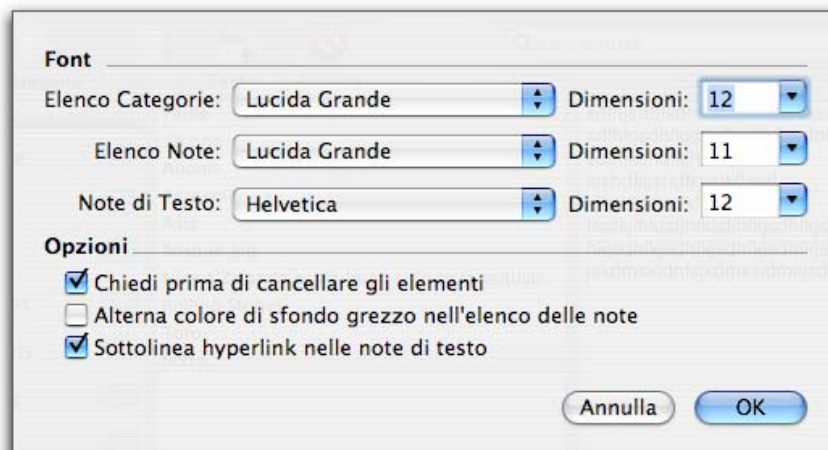 Font
Elenco Categorie: Lucida Grande Dimensioni: 12
Elenco Note: Lucida Grande Dimensioni: 11
Note di Testo: Helvetica Dimensioni: 12
Opzioni
Chiedi prima di cancellare gli elementi
Alterna colore di sfondo grezzo nell'elenco delle note
Sottolinea hyperlink nelle note di testo
Annulla OK